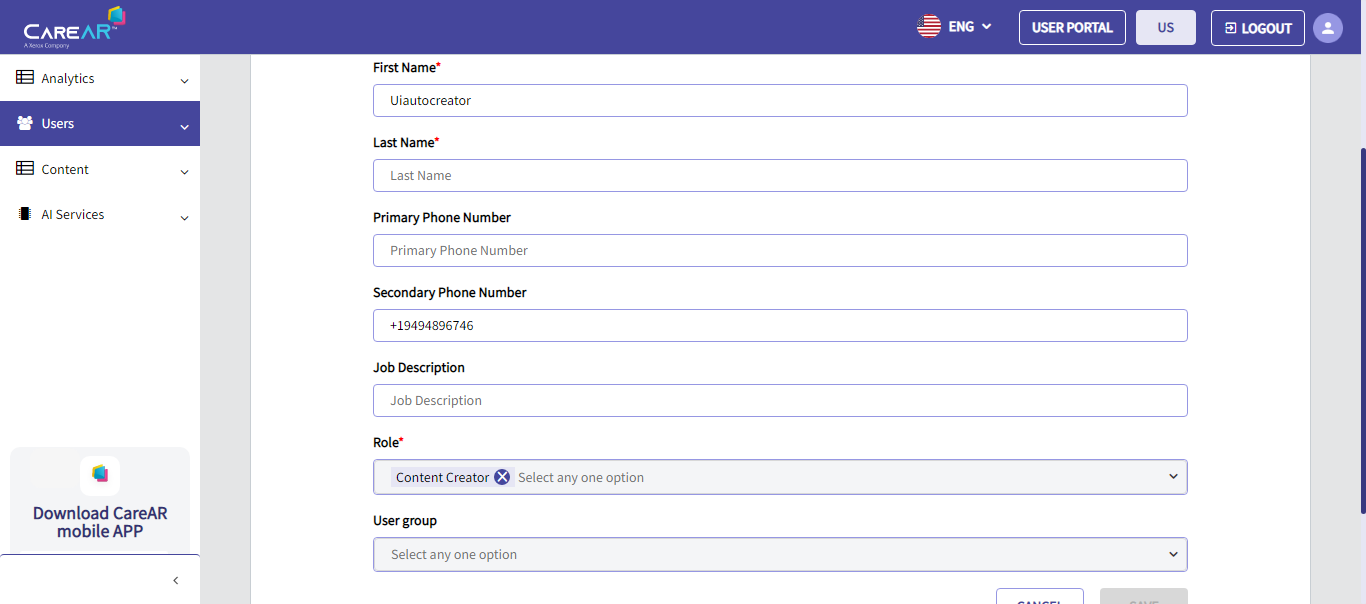 CAREAR™
A Xerox Company
ENG
USER PORTAL
US
LOGOUT
Analytics
Users
Content
AI Services
Download CareAR
mobile APP
First Name*
Uiautocreator
Last Name*
Last Name
Primary Phone Number
Primary Phone Number
Secondary Phone Number
+19494896746
Job Description
Job Description
Role*
Content Creator Select any one option
User group
Select any one option
CANCEL
SAVE